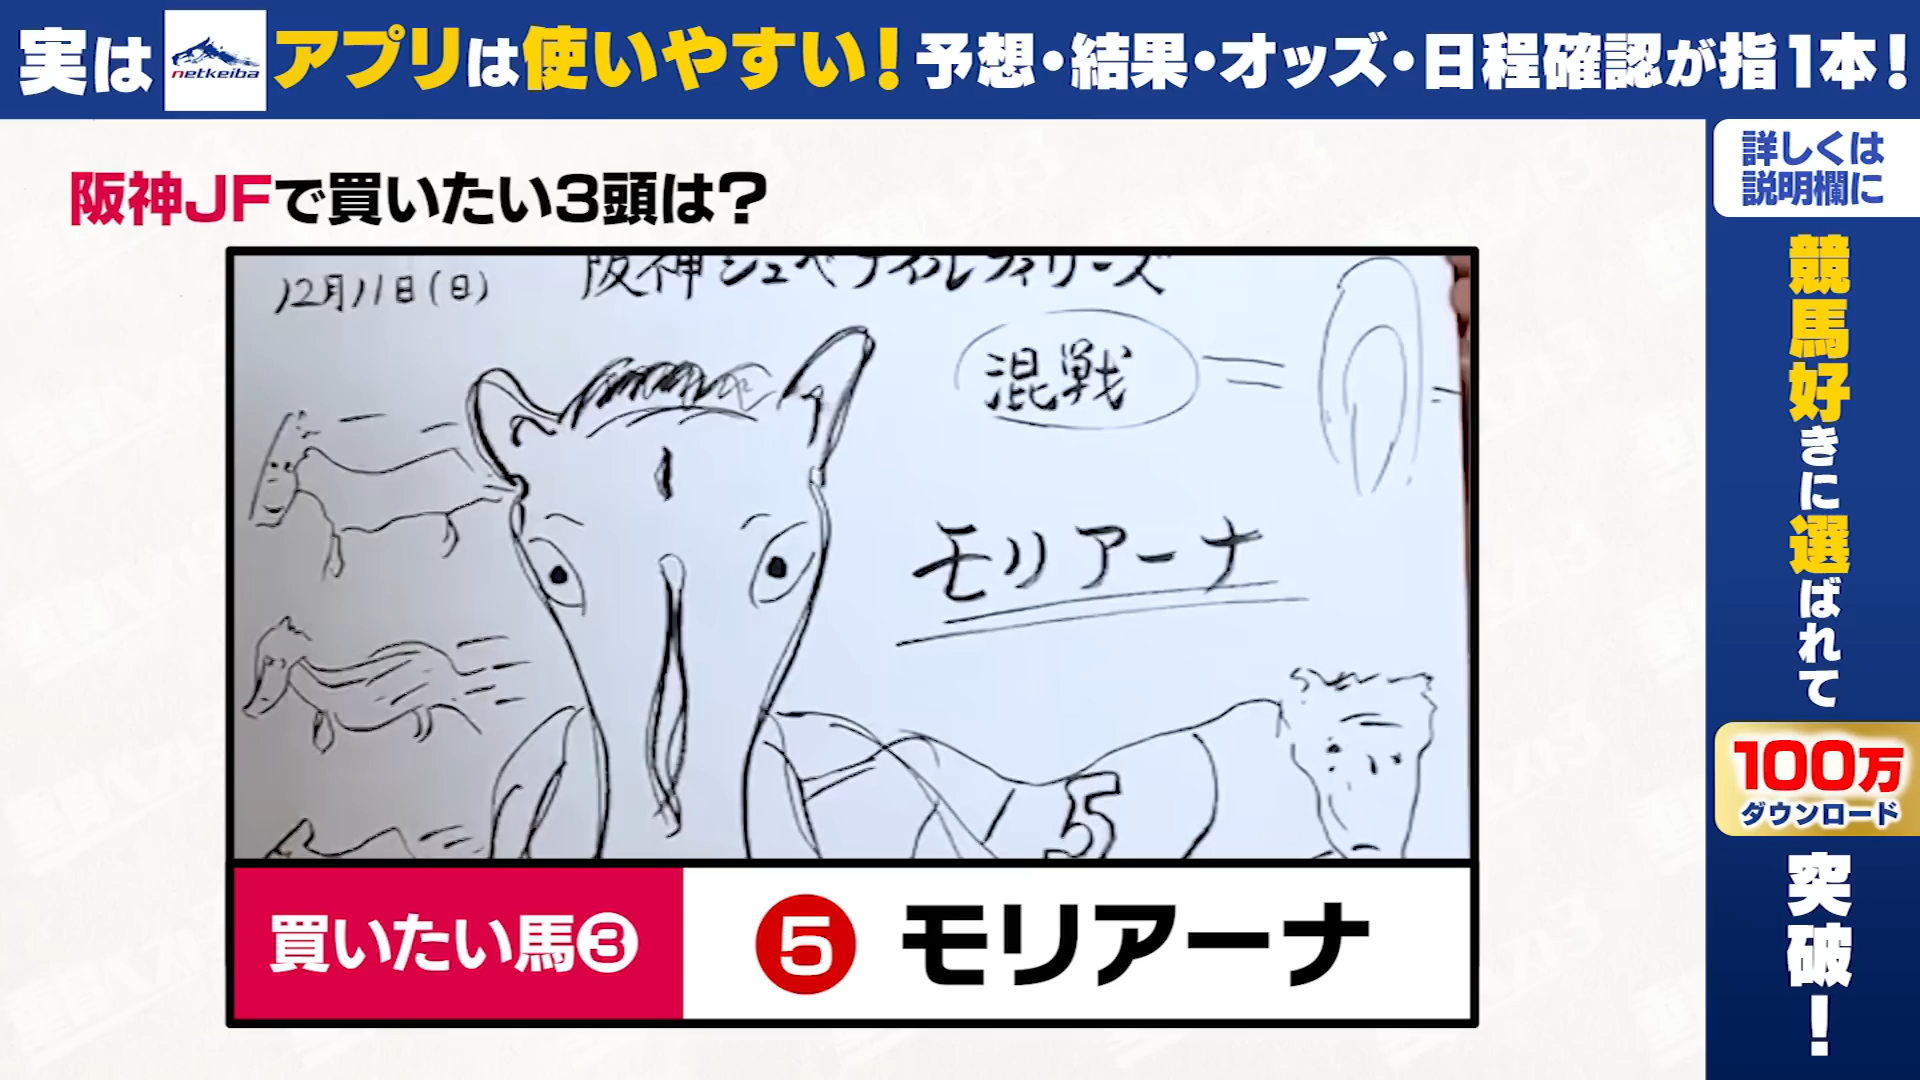 実は netkeiba アプリは使いやすい！予想・結果・オッズ・日程確認が指1本！
詳しくは
説明欄に
競馬好きに選ばれて
100万
ダウンロード
突破！
阪神JFで買いたい3頭は？
12月11日(日)
阪神ジュベナイルフィリーズ
混戦
モリアーナ
5
買いたい馬❸
5 モリアーナ